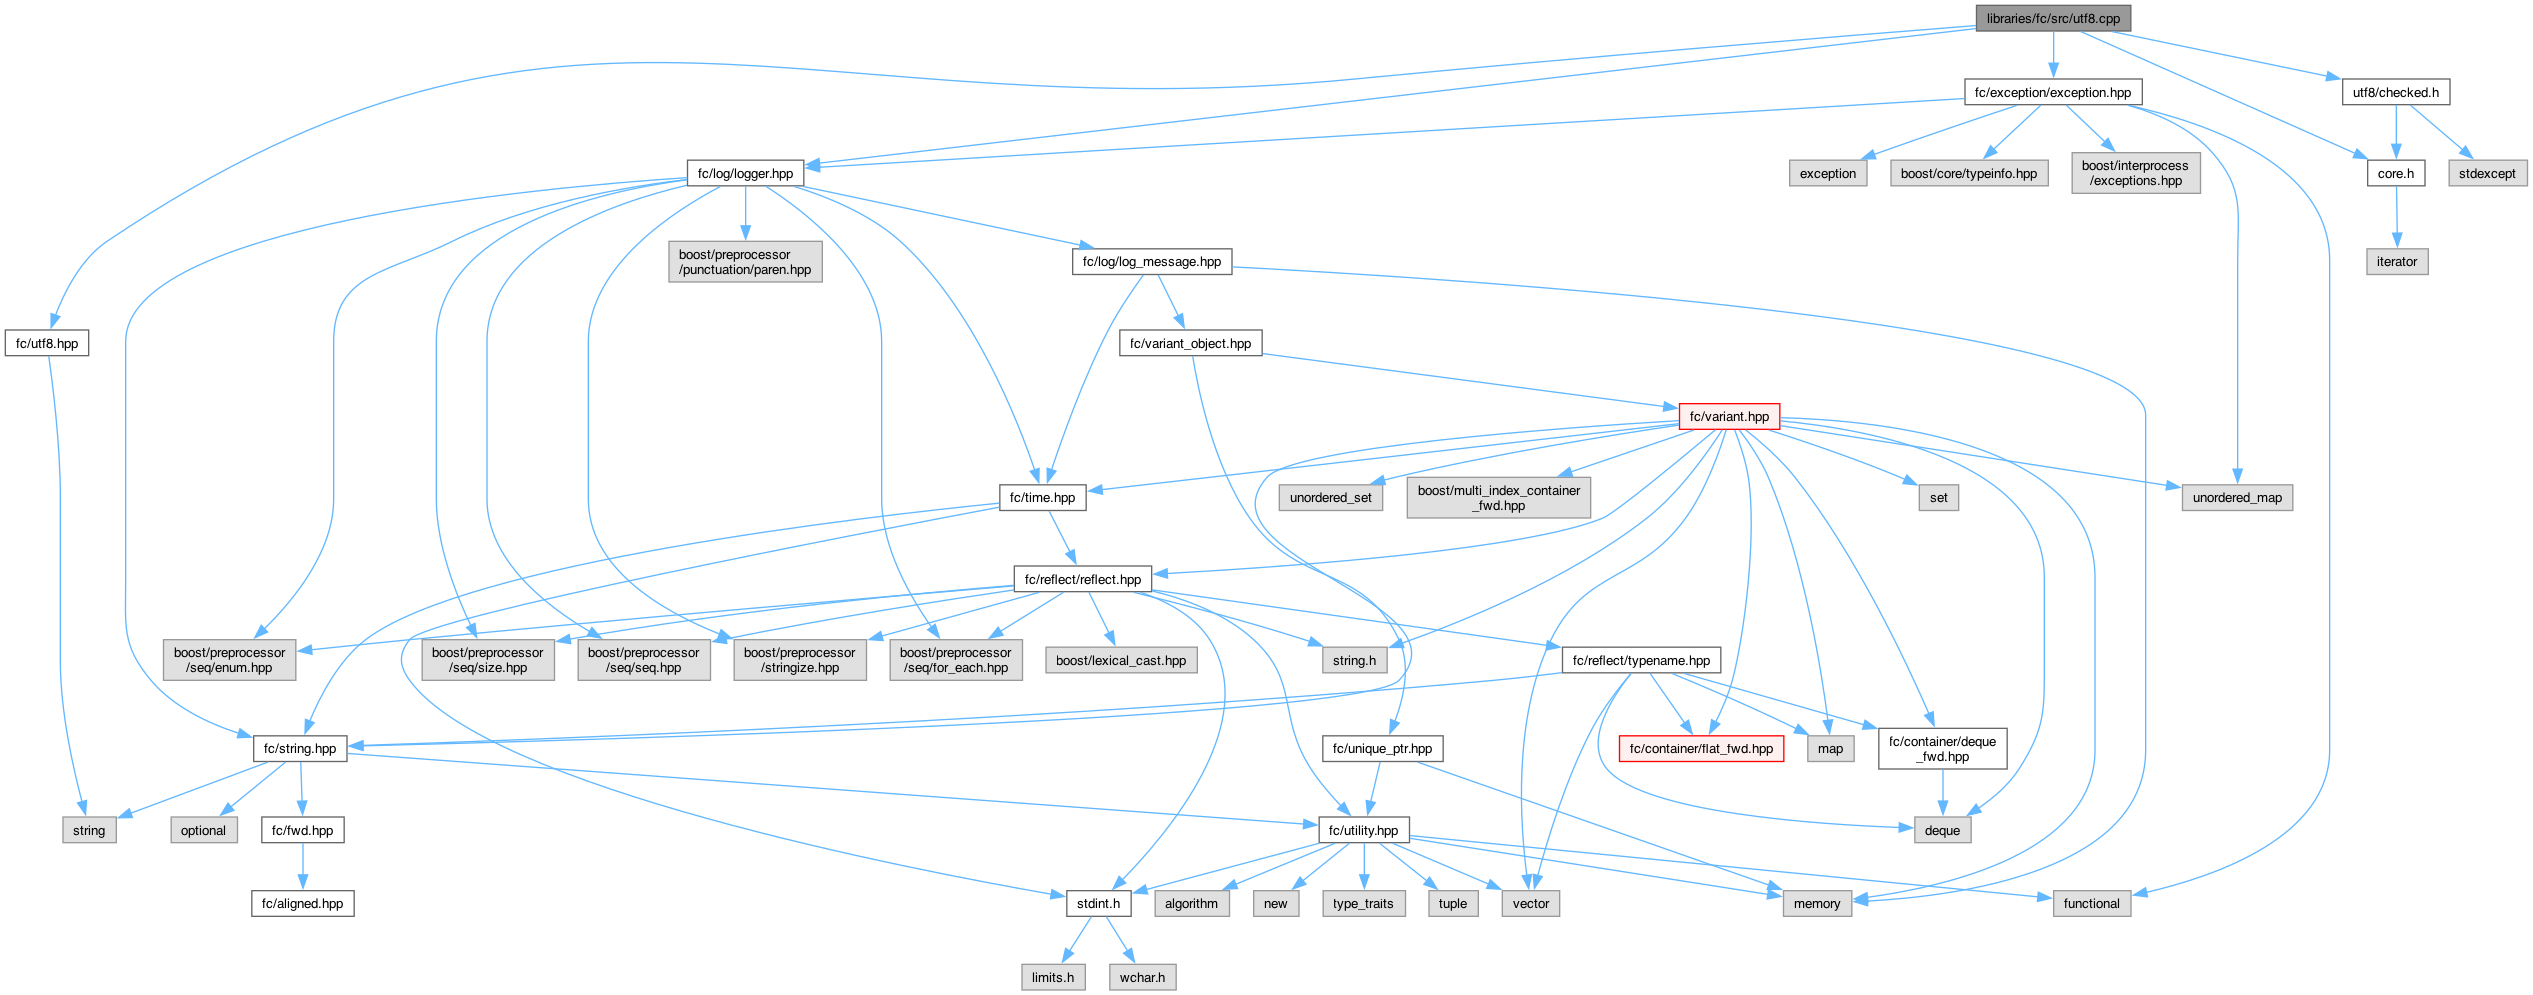 libraries/fc/src/utf8.cpp
fc/exception/exception.hpp
utf8/checked.h
fc/log/logger.hpp
exception
boost/core/typeinfo.hpp
boost/interprocess
/exceptions.hpp
core.h
stdexcept
boost/preprocessor
/punctuation/paren.hpp
fc/log/log_message.hpp
iterator
fc/utf8.hpp
fc/variant_object.hpp
fc/variant.hpp
fc/time.hpp
unordered_set
boost/multi_index_container
_fwd.hpp
set
unordered_map
fc/reflect/reflect.hpp
boost/preprocessor
/seq/enum.hpp
boost/preprocessor
/seq/size.hpp
boost/preprocessor
/seq/seq.hpp
boost/preprocessor
/stringize.hpp
boost/preprocessor
/seq/for_each.hpp
boost/lexical_cast.hpp
string.h
fc/reflect/typename.hpp
fc/string.hpp
fc/unique_ptr.hpp
fc/container/flat_fwd.hpp
map
fc/container/deque
_fwd.hpp
string
optional
fc/fwd.hpp
fc/utility.hpp
deque
fc/aligned.hpp
stdint.h
algorithm
new
type_traits
tuple
vector
memory
functional
limits.h
wchar.h